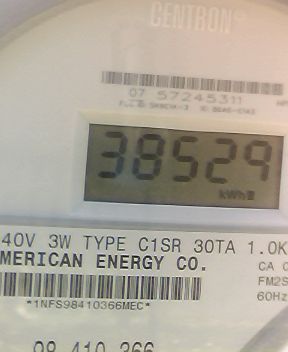 CENTRON®
07 57245311
38529
kWh
40V 3W TYPE C1SR 30TA 1.0K
MERICAN ENERGY CO.
CA 0
FM2S
60Hz
*1NFS98410366MEC*
98 410 366